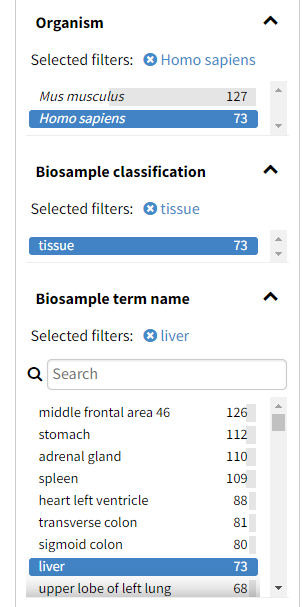 Organism
Selected filters: Homo sapiens
Mus musculus 127
Homo sapiens 73
Biosample classification
Selected filters: tissue
tissue 73
Biosample term name
Selected filters: liver
Search
middle frontal area 46 126
stomach 112
adrenal gland 110
spleen 109
heart left ventricle 88
transverse colon 81
sigmoid colon 80
liver 73
upper lobe of left lung 68